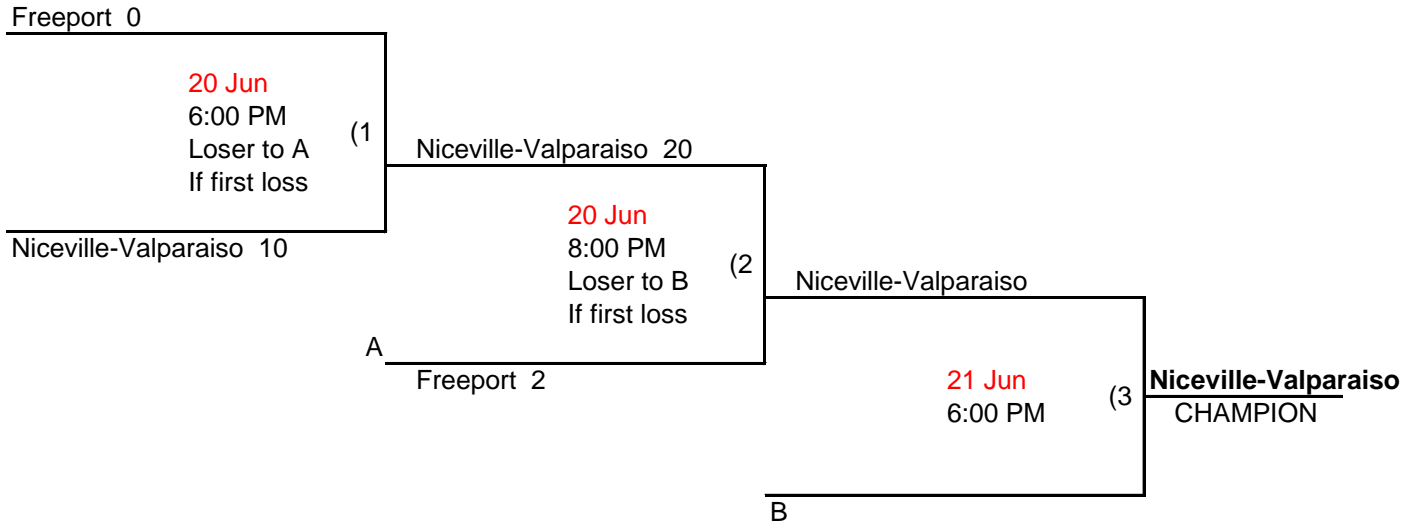 Freeport  0
20 Jun
6:00 PM
Loser to A
If first loss
(1
Niceville-Valparaiso  10
Niceville-Valparaiso  20
20 Jun
8:00 PM
Loser to B
If first loss
(2
A
Freeport  2
Niceville-Valparaiso
21 Jun
6:00 PM
(3
B
Niceville-Valparaiso
CHAMPION